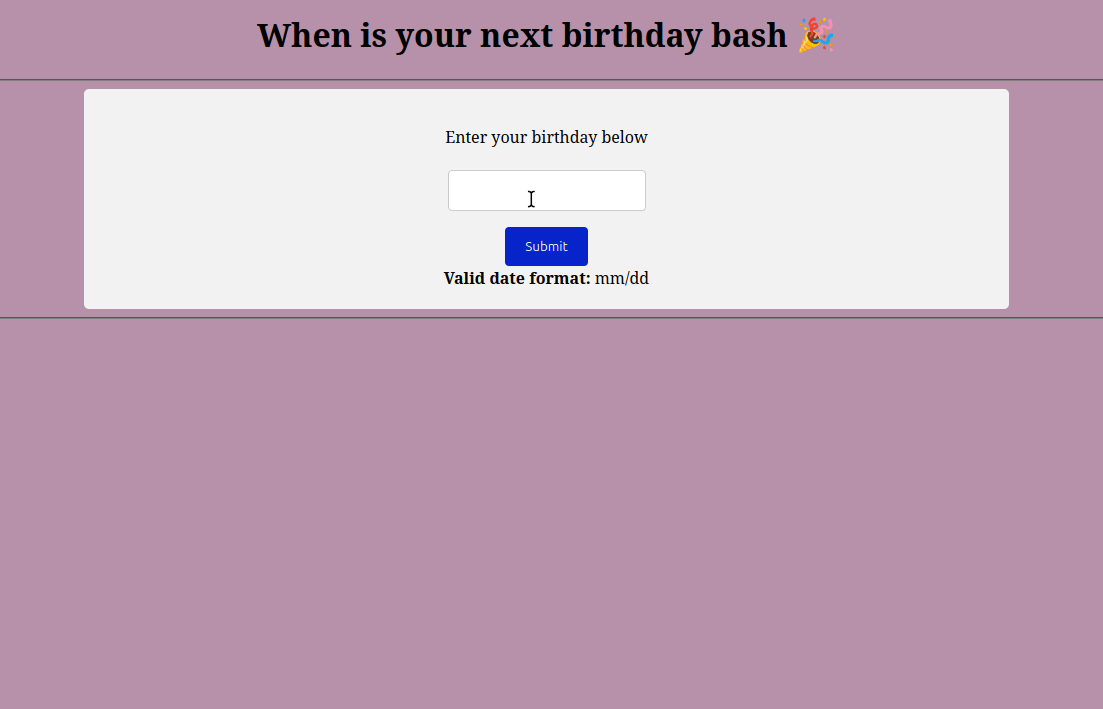 When is your next birthday bash 🎉
Enter your birthday below
Submit
Valid date format: mm/dd